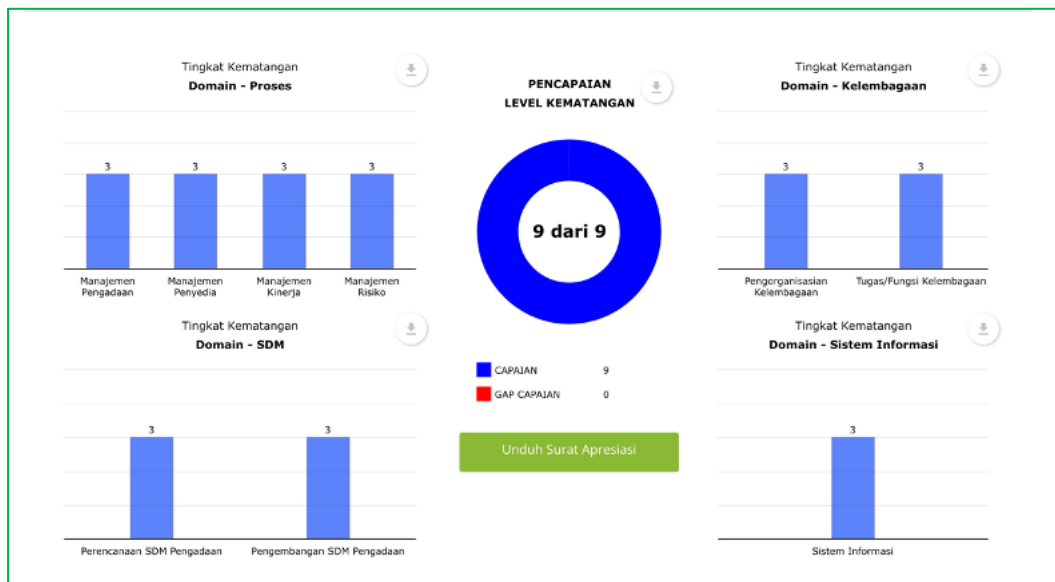 Tingkat Kematangan
Domain - Proses
3
3
3
3
Manajemen Pengadaan
Manajemen Penyedia
Manajemen Kinerja
Manajemen Risiko
Tingkat Kematangan
Domain - SDM
3
3
Perencanaan SDM Pengadaan
Pengembangan SDM Pengadaan
PENCAPAIAN
LEVEL KEMATANGAN
9 dari 9
CAPAIAN 9
GAP CAPAIAN 0
Unduh Surat Apresiasi
Tingkat Kematangan
Domain - Kelembagaan
3
3
Pengorganisasian Kelembagaan
Tugas/Fungsi Kelembagaan
Tingkat Kematangan
Domain - Sistem Informasi
3
Sistem Informasi